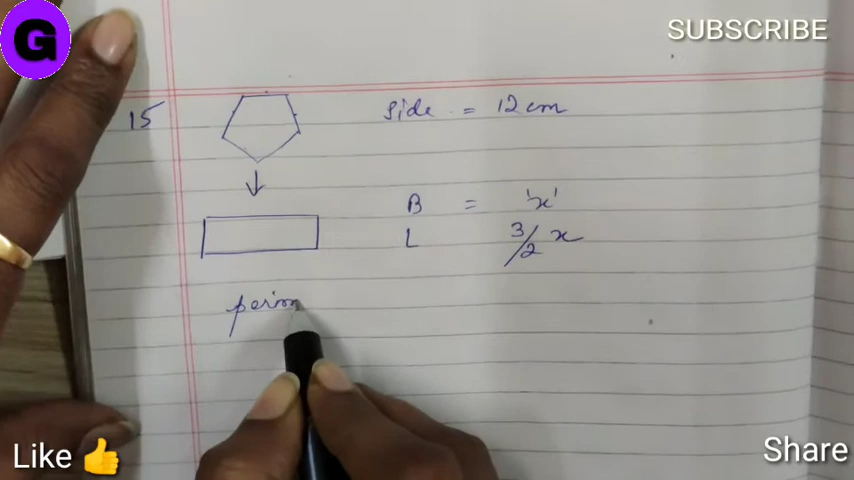 G
SUBSCRIBE
15 side = 12 cm
B = 'x'
L 3/2 x
perim
Like 👍 Share